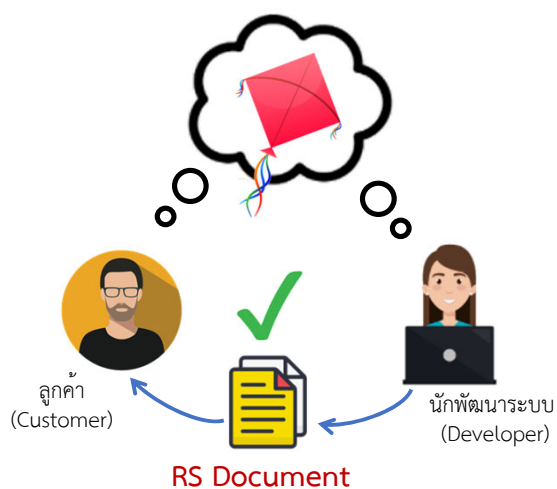 ลูกค้า
(Customer)
นักพัฒนาระบบ
(Developer)
RS Document